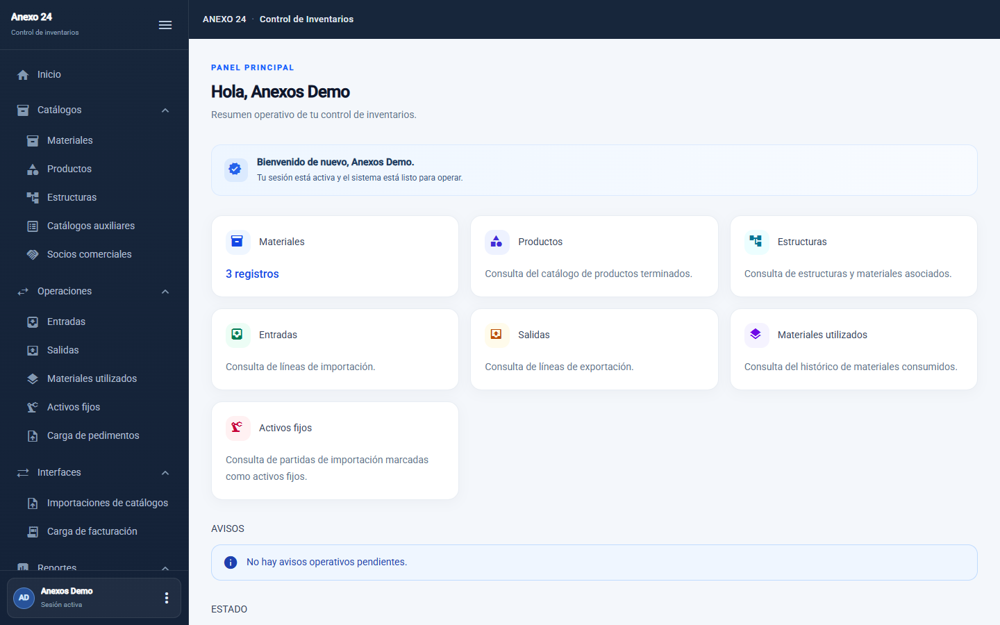 Anexo 24
Control de inventarios
Inicio
Catálogos
Materiales
Productos
Estructuras
Catálogos auxiliares
Socios comerciales
Operaciones
Entradas
Salidas
Materiales utilizados
Activos fijos
Carga de pedimentos
Interfaces
Importaciones de catálogos
Carga de facturación
Reportes
AD
Anexos Demo
Sesión activa
ANEXO 24 · Control de Inventarios
PANEL PRINCIPAL
Hola, Anexos Demo
Resumen operativo de tu control de inventarios.
Bienvenido de nuevo, Anexos Demo.
Tu sesión está activa y el sistema está listo para operar.
Materiales
3 registros
Productos
Consulta del catálogo de productos terminados.
Estructuras
Consulta de estructuras y materiales asociados.
Entradas
Consulta de líneas de importación.
Salidas
Consulta de líneas de exportación.
Materiales utilizados
Consulta del histórico de materiales consumidos.
Activos fijos
Consulta de partidas de importación marcadas
como activos fijos.
AVISOS
No hay avisos operativos pendientes.
ESTADO